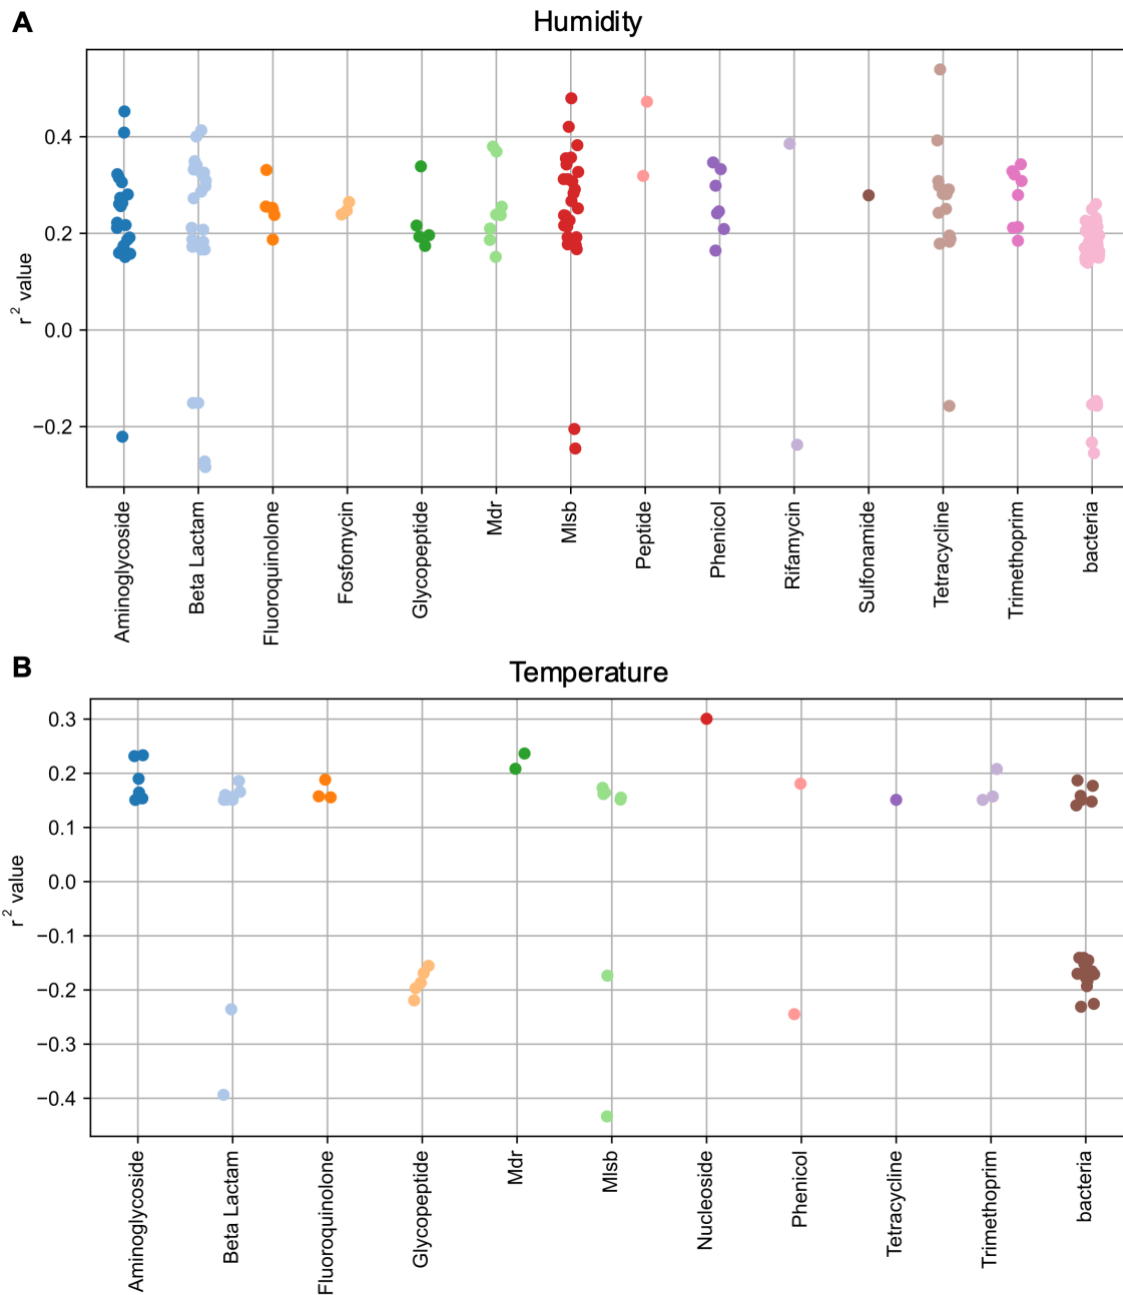 A
Humidity
0.4
0.2
0.0
−0.2
r² value
Aminoglycoside
Beta Lactam
Fluoroquinolone
Fosfomycin
Glycopeptide
Mdr
Mlsb
Peptide
Phenicol
Rifamycin
Sulfonamide
Tetracycline
Trimethoprim
bacteria
B
Temperature
0.3
0.2
0.1
0.0
−0.1
−0.2
−0.3
−0.4
r² value
Aminoglycoside
Beta Lactam
Fluoroquinolone
Glycopeptide
Mdr
Mlsb
Nucleoside
Phenicol
Tetracycline
Trimethoprim
bacteria